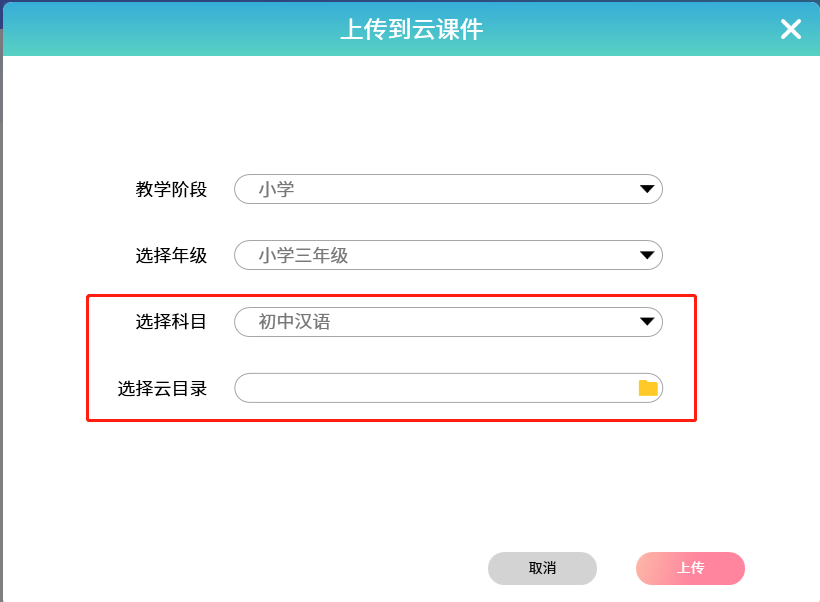 上传到云课件
教学阶段 小学
选择年级 小学三年级
选择科目 初中汉语
选择云目录
取消 上传